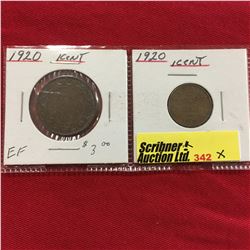 1920 1CENT
EF $3.00
1920
1CENT
Scribner
Auction Ltd. 342 X